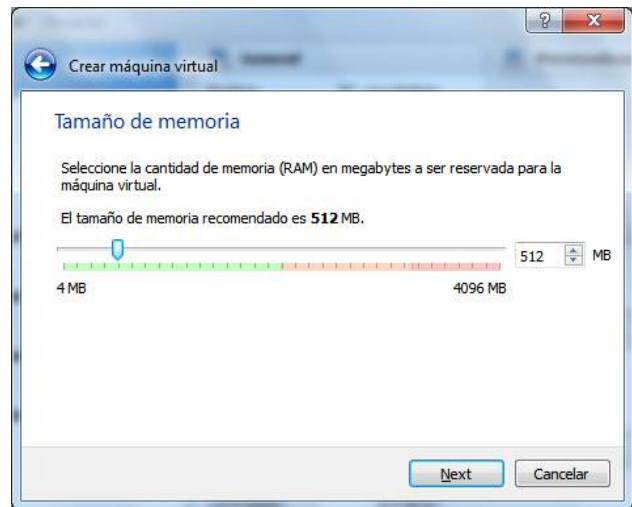 Crear máquina virtual
Tamaño de memoria
Seleccione la cantidad de memoria (RAM) en megabytes a ser reservada para la
máquina virtual.
El tamaño de memoria recomendado es 512 MB.
512 MB
4 MB 4096 MB
Next Cancelar